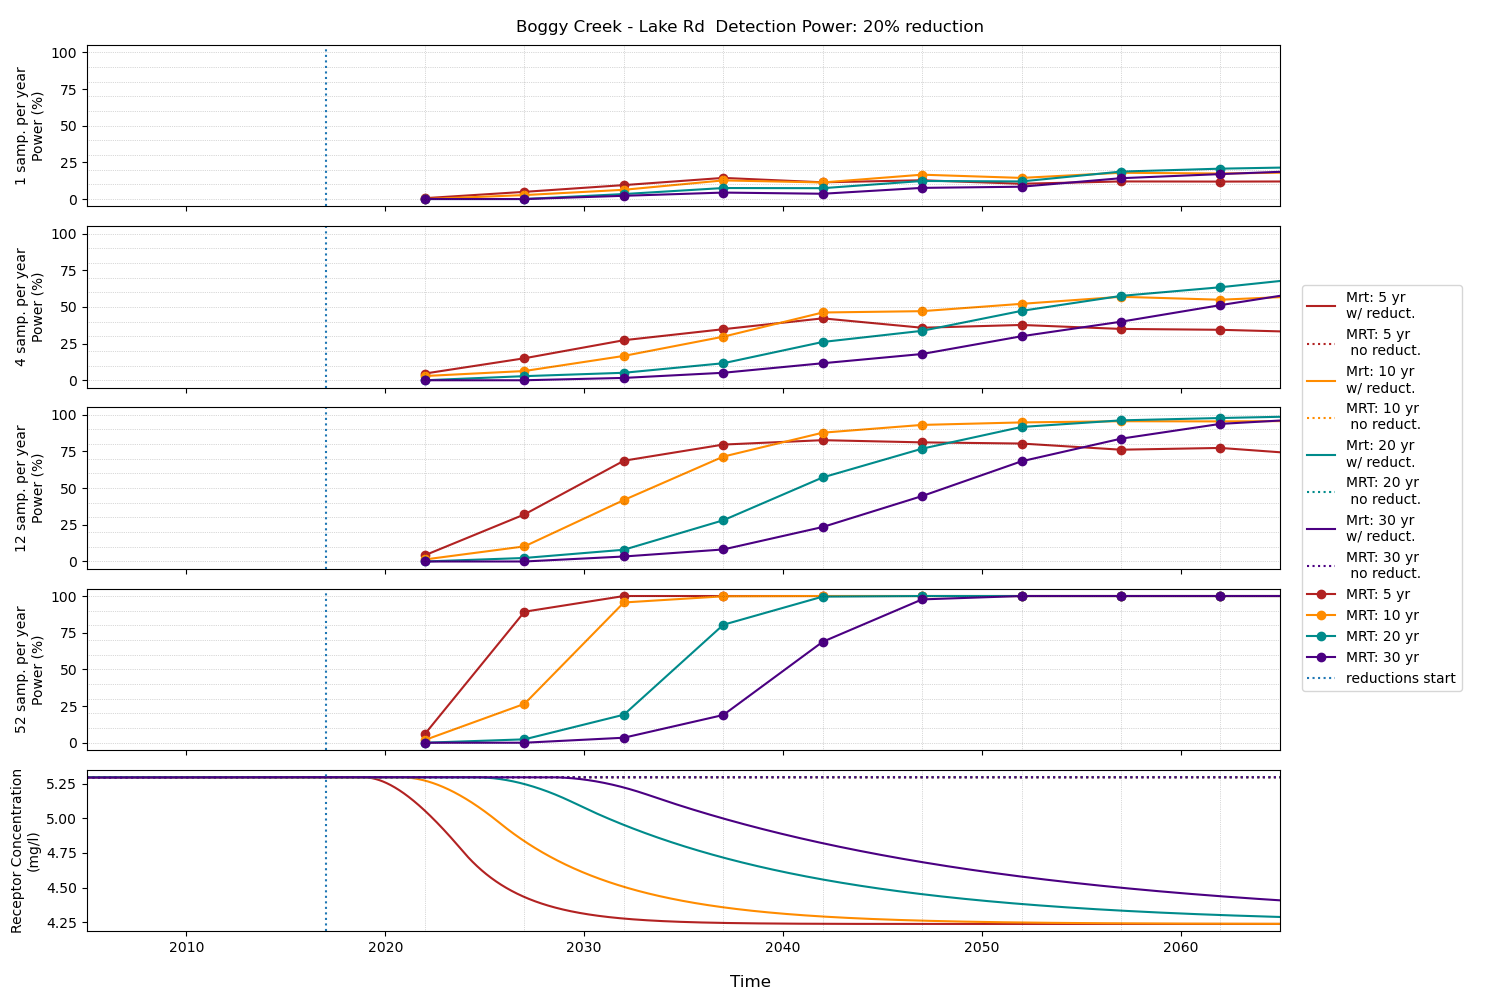 Boggy Creek - Lake Rd  Detection Power: 20% reduction
1 samp. per year
Power (%)
100
75
50
25
0
4 samp. per year
Power (%)
100
75
50
25
0
12 samp. per year
Power (%)
100
75
50
25
0
52 samp. per year
Power (%)
100
75
50
25
0
Receptor Concentration
(mg/l)
5.25
5.00
4.75
4.50
4.25
2010
2020
2030
2040
2050
2060
Time
Mrt: 5 yr
w/ reduct.
MRT: 5 yr
no reduct.
Mrt: 10 yr
w/ reduct.
MRT: 10 yr
no reduct.
Mrt: 20 yr
w/ reduct.
MRT: 20 yr
no reduct.
Mrt: 30 yr
w/ reduct.
MRT: 30 yr
no reduct.
MRT: 5 yr
MRT: 10 yr
MRT: 20 yr
MRT: 30 yr
reductions start